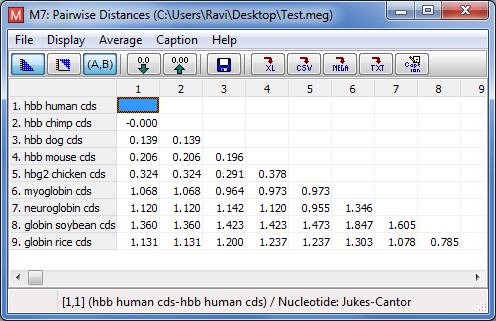 M M7: Pairwise Distances (C:\Users\Ravi\Desktop\Test.meg)
File Display Average Caption Help
(A,B) 0.0 0.00 XL CSV MEGA TXT Capt ion
1 2 3 4 5 6 7 8 9
1. hbb human cds
2. hbb chimp cds -0.000
3. hbb dog cds 0.139 0.139
4. hbb mouse cds 0.206 0.206 0.196
5. hbg2 chicken cds 0.324 0.324 0.291 0.378
6. myoglobin cds 1.068 1.068 0.964 0.973 0.973
7. neuroglobin cds 1.120 1.120 1.142 1.120 0.955 1.346
8. globin soybean cds 1.360 1.360 1.423 1.423 1.473 1.847 1.605
9. globin rice cds 1.131 1.131 1.200 1.237 1.237 1.303 1.078 0.785
[1,1] (hbb human cds-hbb human cds) / Nucleotide: Jukes-Cantor